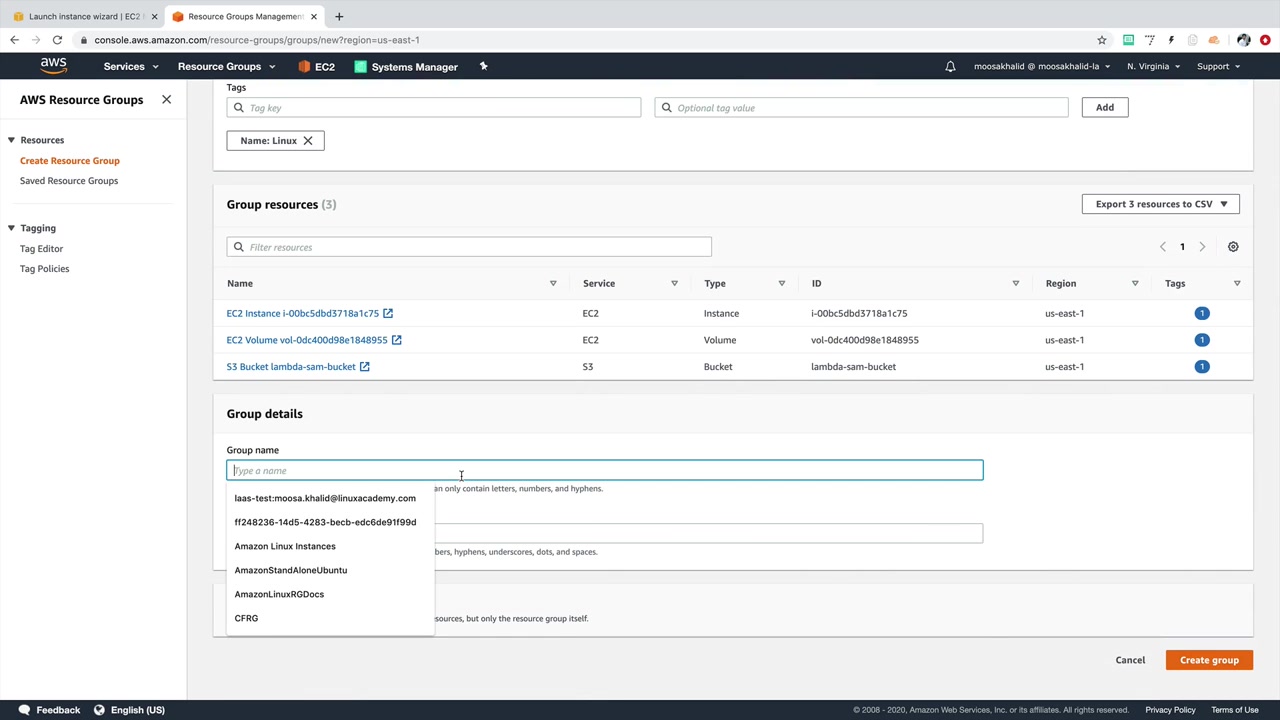 Launch instance wizard | EC2
Resource Groups Management
console.aws.amazon.com/resource-groups/groups/new?region=us-east-1
aws Services Resource Groups EC2 Systems Manager moosakhalid @ moosakhalid-la N. Virginia Support
AWS Resource Groups
Resources
Create Resource Group
Saved Resource Groups
Tagging
Tag Editor
Tag Policies
Tags
Tag key Optional tag value Add
Name: Linux
Group resources (3) Export 3 resources to CSV
Filter resources 1
Name Service Type ID Region Tags
EC2 Instance i-00bc5dbd3718a1c75 EC2 Instance i-00bc5dbd3718a1c75 us-east-1 1
EC2 Volume vol-0dc400d98e1848955 EC2 Volume vol-0dc400d98e1848955 us-east-1 1
S3 Bucket lambda-sam-bucket S3 Bucket lambda-sam-bucket us-east-1 1
Group details
Group name
Type a name
an only contain letters, numbers, and hyphens.
laas-test:moosa.khalid@linuxacademy.com
ff248236-14d5-4283-becb-edc6de91f99d
Amazon Linux Instances
bers, hyphens, underscores, dots, and spaces.
AmazonStandAloneUbuntu
AmazonLinuxRGDocs
CFRG
sources, but only the resource group itself.
Cancel Create group
Feedback English (US) © 2008 - 2020, Amazon Web Services, Inc. or its affiliates. All rights reserved. Privacy Policy Terms of Use